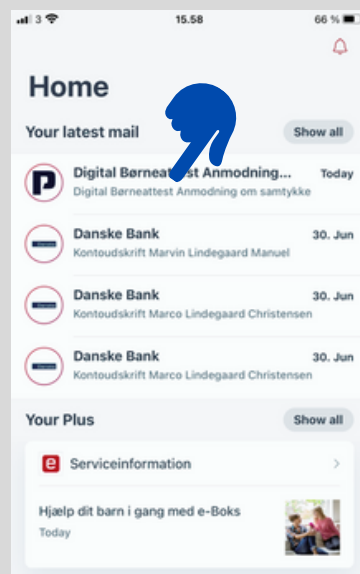 3 15.58 66 %
Home
Your latest mail Show all
Digital Børneat st Anmodning... Today
Digital Børneattest Anmodning om samtykke
Danske Bank 30. Jun
Kontoudskrift Marvin Lindegaard Manuel
Danske Bank 30. Jun
Kontoudskrift Marco Lindegaard Christensen
Danske Bank 30. Jun
Kontoudskrift Marco Lindegaard Christensen
Your Plus Show all
e Serviceinformation
Hjælp dit barn i gang med e-Boks
Today